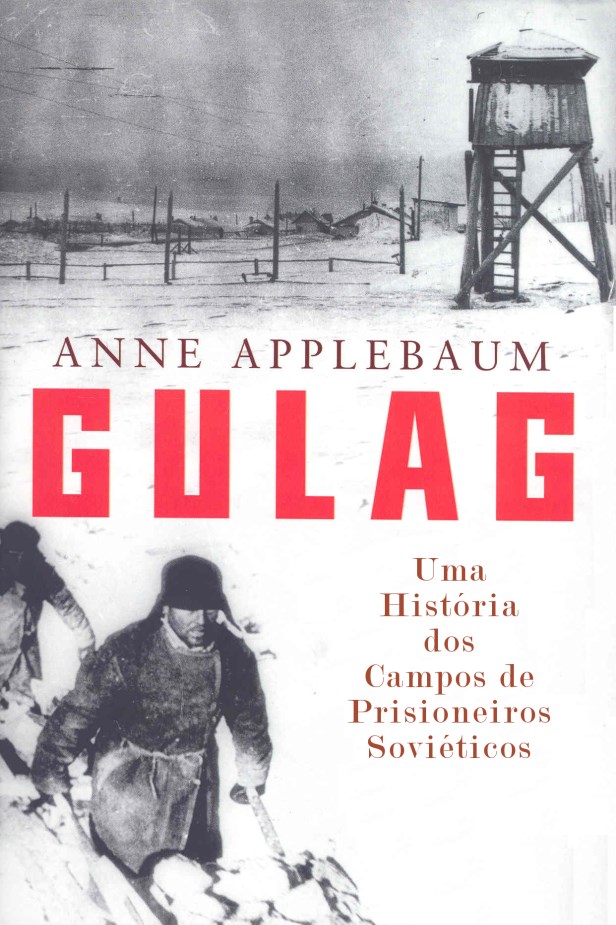 ANNE APPLEBAUM
GULAG
Uma
História
dos
Campos de
Prisioneiros
Soviéticos